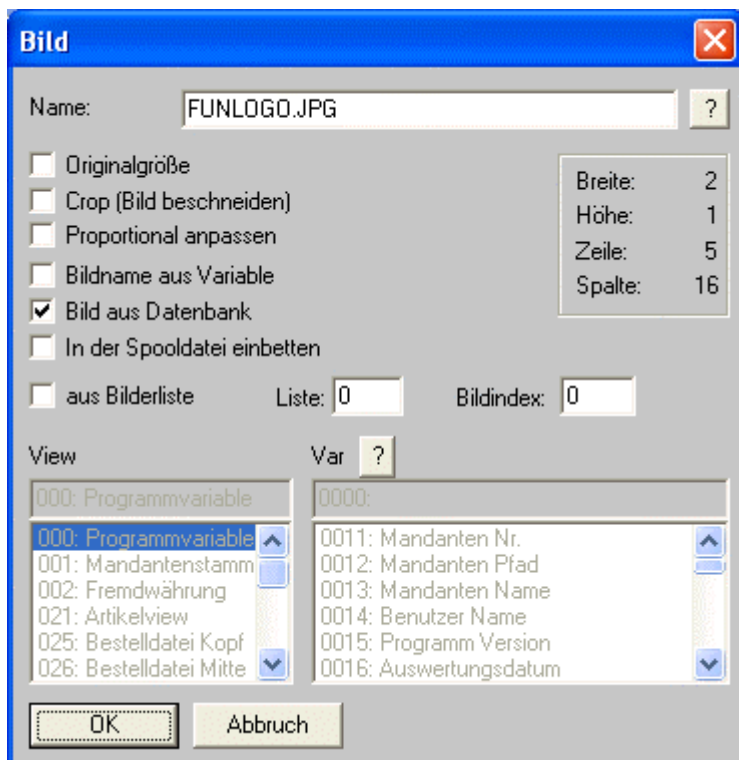 Bild
Name: FUNLOGO.JPG ?
Originalgröße
Crop (Bild beschneiden)
Proportional anpassen
Bildname aus Variable
Bild aus Datenbank
In der Spooldatei einbetten
Breite: 2
Höhe: 1
Zeile: 5
Spalte: 16
aus Bilderliste Liste: 0 Bildindex: 0
View
000: Programmvariable
000: Programmvariable
001: Mandantenstamm
002: Fremdwährung
021: Artikelview
025: Bestelldatei Kopf
026: Bestelldatei Mitte
Var ?
0000:
0011: Mandanten Nr.
0012: Mandanten Pfad
0013: Mandanten Name
0014: Benutzer Name
0015: Programm Version
0016: Auswertungsdatum
OK Abbruch